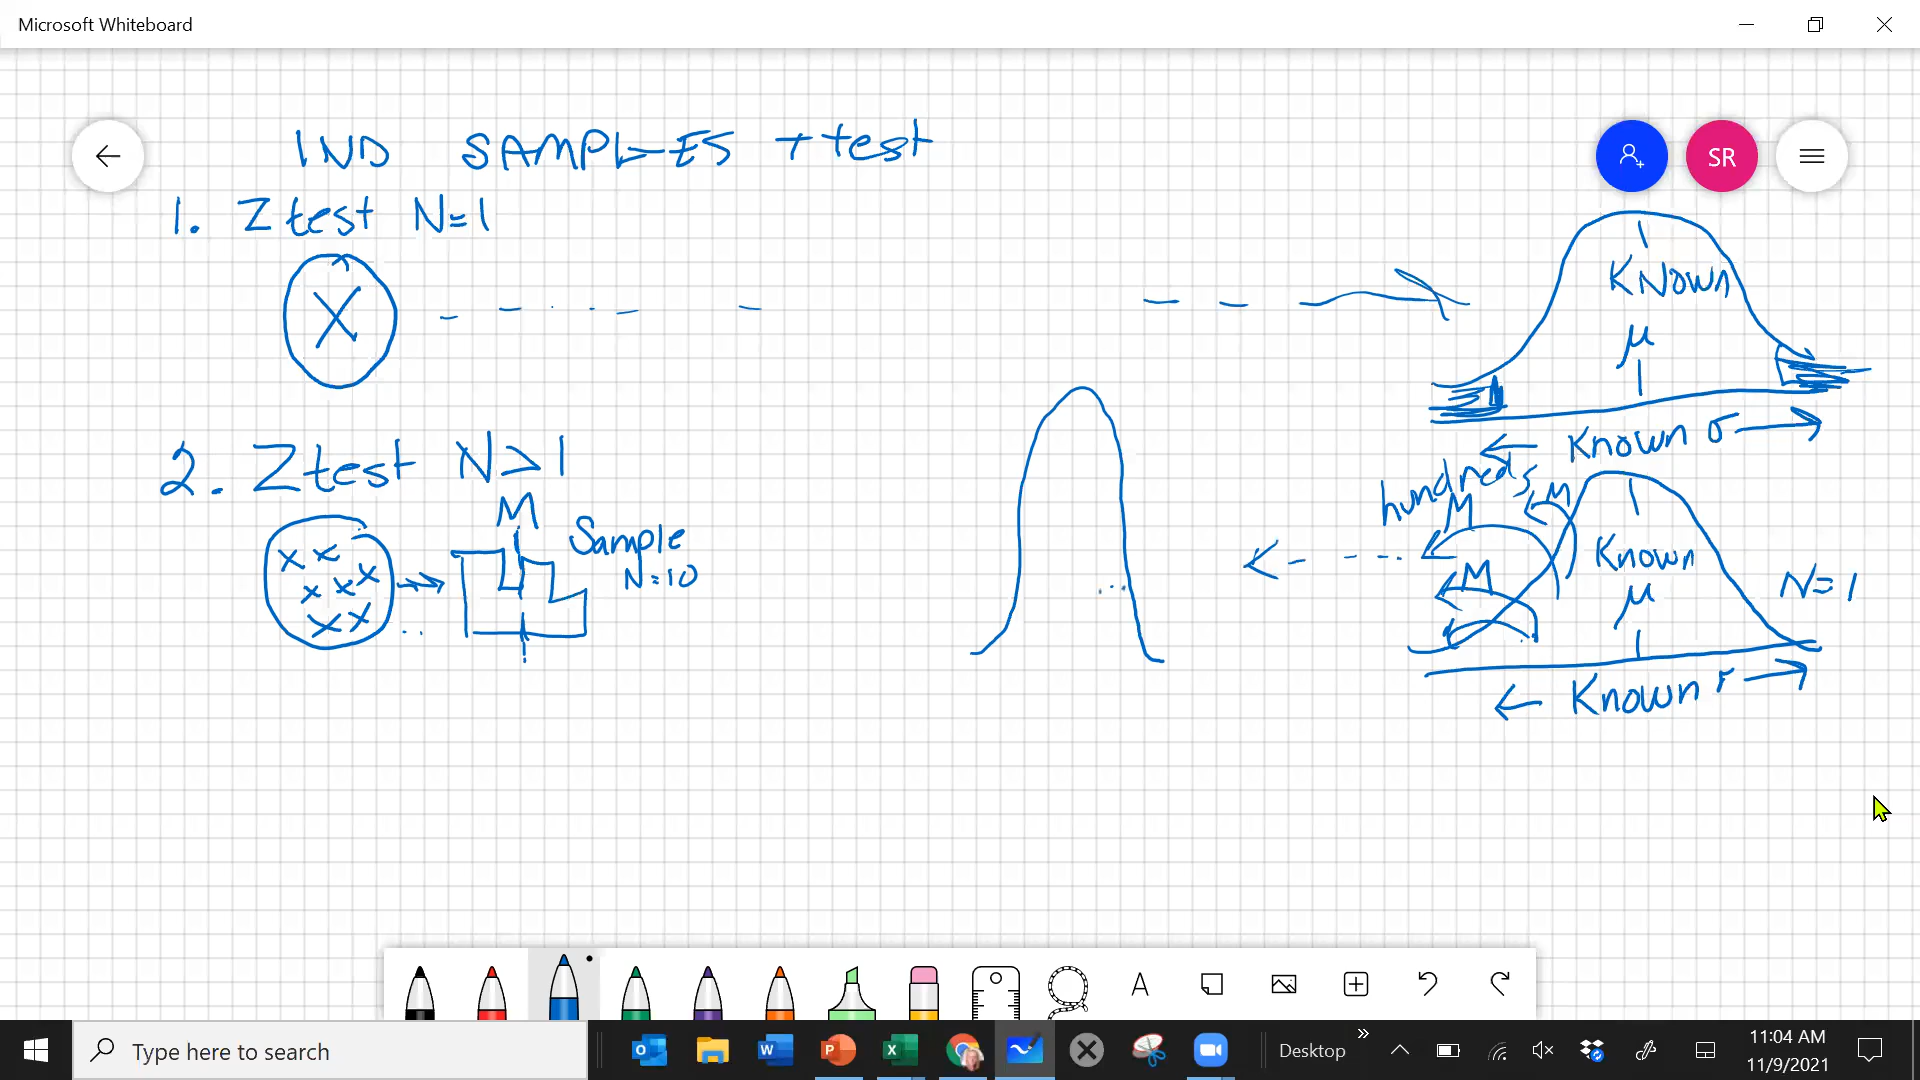 Microsoft Whiteboard
IND SAMPLES t test
SR
1. Z test N=1
X
KNOWN
μ
← Known σ →
2. Z test N>1
hundreds
M
M
M
M
Sample
N=10
x x
x x x
x x
Known
μ
N=1
← Known σ →
A
Type here to search
Desktop
11:04 AM
11/9/2021